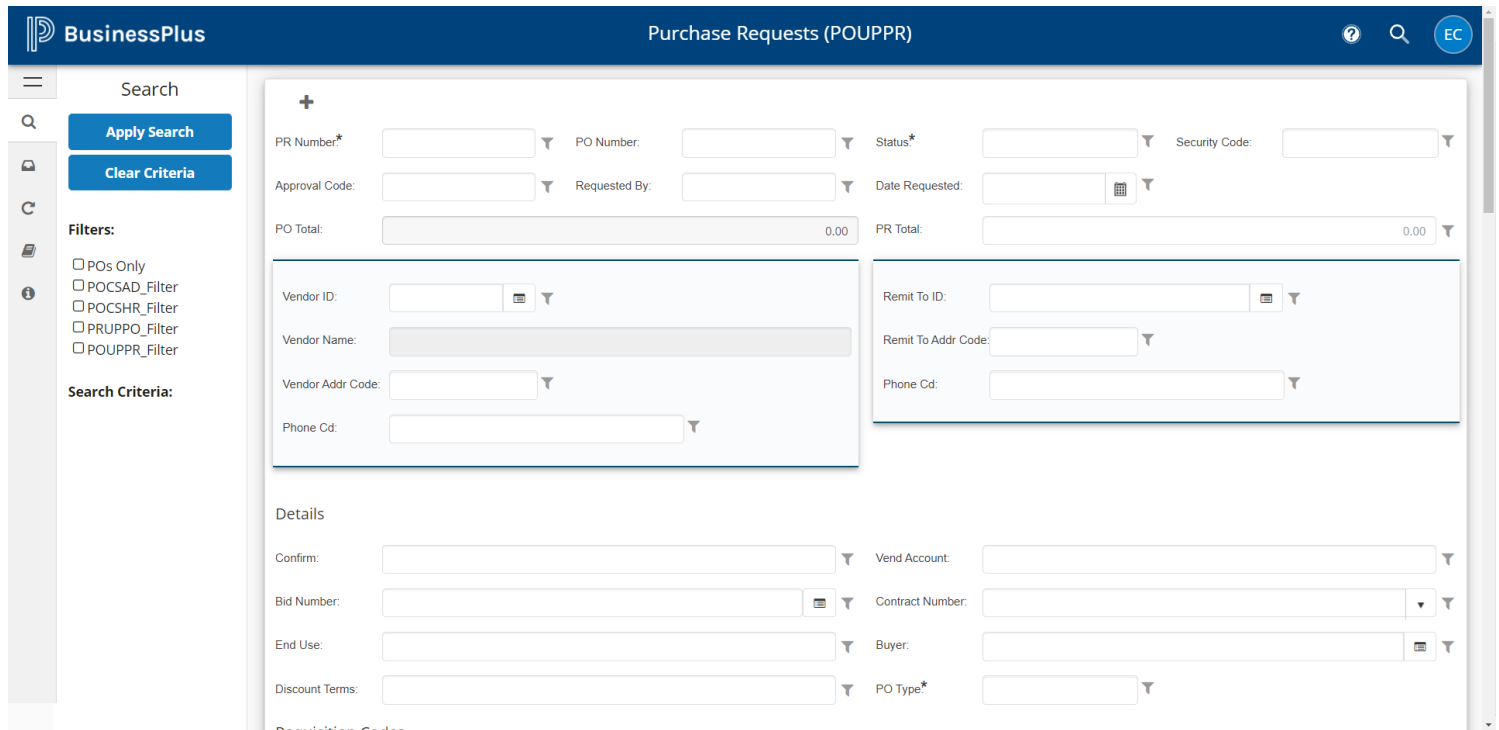 BusinessPlus
Purchase Requests (POUPPR)
?
EC
Search
Apply Search
Clear Criteria
Filters:
POs Only
POCSAD_Filter
POCSHR_Filter
PRUPPO_Filter
POUPPR_Filter
Search Criteria:
PR Number:* PO Number: Status:* Security Code:
Approval Code: Requested By: Date Requested:
PO Total: 0.00 PR Total: 0.00
Vendor ID:
Vendor Name:
Vendor Addr Code:
Phone Cd:
Remit To ID:
Remit To Addr Code:
Phone Cd:
Details
Confirm: Vend Account:
Bid Number: Contract Number:
End Use: Buyer:
Discount Terms: PO Type:*
Requisition Codes